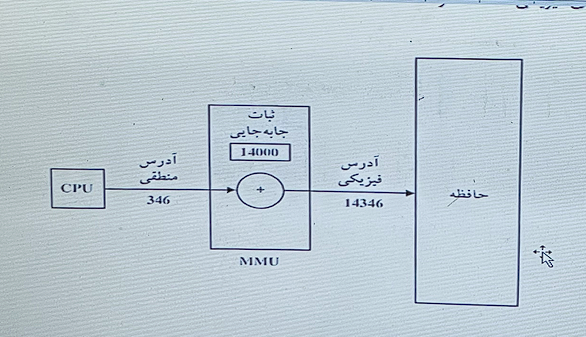 ثبات
جابه‌جایی
14000
آدرس
منطقی
346
CPU
+
آدرس
فیزیکی
14346
حافظه
MMU